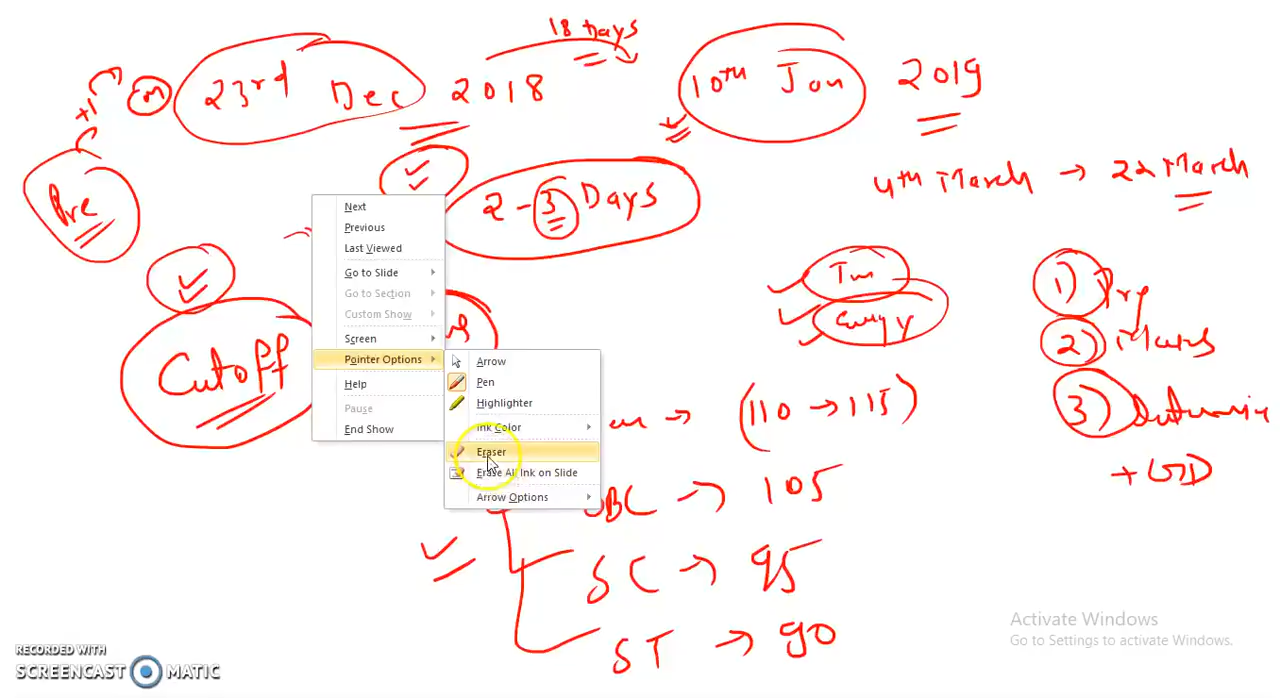 18 Days
+1 m 23rd Dec 2018 10th Jan 2019
4th March → 22 March
Pre
2-3 Days
Next
Previous
Last Viewed
Go to Slide
Go to Section
Custom Show
Screen
Pointer Options
Help
Pause
End Show
Arrow
Pen
Highlighter
Ink Color
Eraser
Erase All Ink on Slide
Arrow Options
Cutoff
1)
2)
3)
(110 → 115)
+ GD
OBC → 105
SC → 95
ST → 90
Activate Windows
Go to Settings to activate Windows.
RECORDED WITH
SCREENCAST MATIC